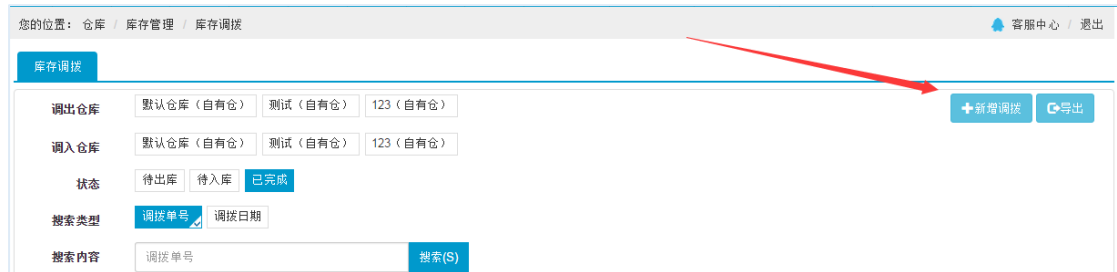 您的位置： 仓库 / 库存管理 / 库存调拨 客服中心 / 退出
库存调拨
调出仓库 默认仓库（自有仓） 测试（自有仓） 123（自有仓） 新增调拨 导出
调入仓库 默认仓库（自有仓） 测试（自有仓） 123（自有仓）
状态 待出库 待入库 已完成
搜索类型 调拨单号 调拨日期
搜索内容 调拨单号 搜索(S)